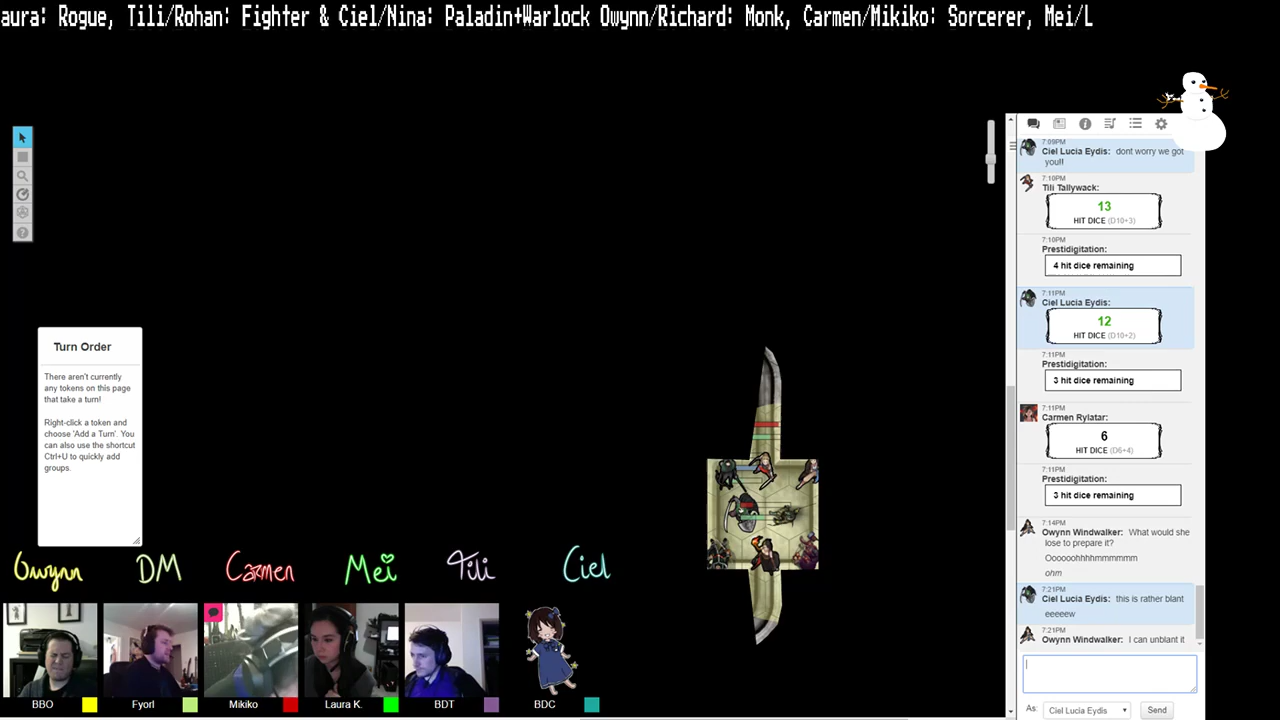 aura: Rogue, Tili/Rohan: Fighter & Ciel/Nina: Paladin+Warlock Owynn/Richard: Monk, Carmen/Mikiko: Sorcerer, Mei/L
7:09PM
Ciel Lucia Eydis: dont worry we got
you!!
7:10PM
Tili Tallywack:
13
HIT DICE (D10+3)
7:10PM
Prestidigitation:
4 hit dice remaining
7:11PM
Ciel Lucia Eydis:
12
HIT DICE (D10+2)
7:11PM
Prestidigitation:
3 hit dice remaining
7:11PM
Carmen Rylatar:
6
HIT DICE (D6+4)
7:11PM
Prestidigitation:
3 hit dice remaining
7:14PM
Owynn Windwalker: What would she
lose to prepare it?
Oooooohhhhmmmmmm
ohm
7:21PM
Ciel Lucia Eydis: this is rather blant
eeeeew
7:21PM
Owynn Windwalker: I can unblant it
As: Ciel Lucia Eydis Send
Turn Order
There aren't currently
any tokens on this page
that take a turn!
Right-click a token and
choose 'Add a Turn'. You
can also use the shortcut
Ctrl+U to quickly add
groups.
Owynn DM Carmen Mei Tili Ciel
BBO Fyorl Mikiko Laura K. BDT BDC